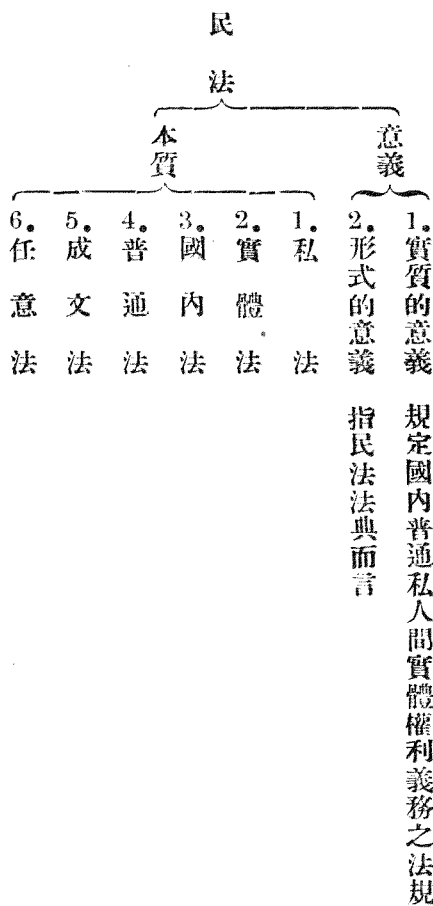 民法
意義
1. 實質的意義　規定國內普通私人間實體權利義務之法規
2. 形式的意義　指民法法典而言
本質
1. 私法
2. 實體法
3. 國內法
4. 普通法
5. 成文法
6. 任意法